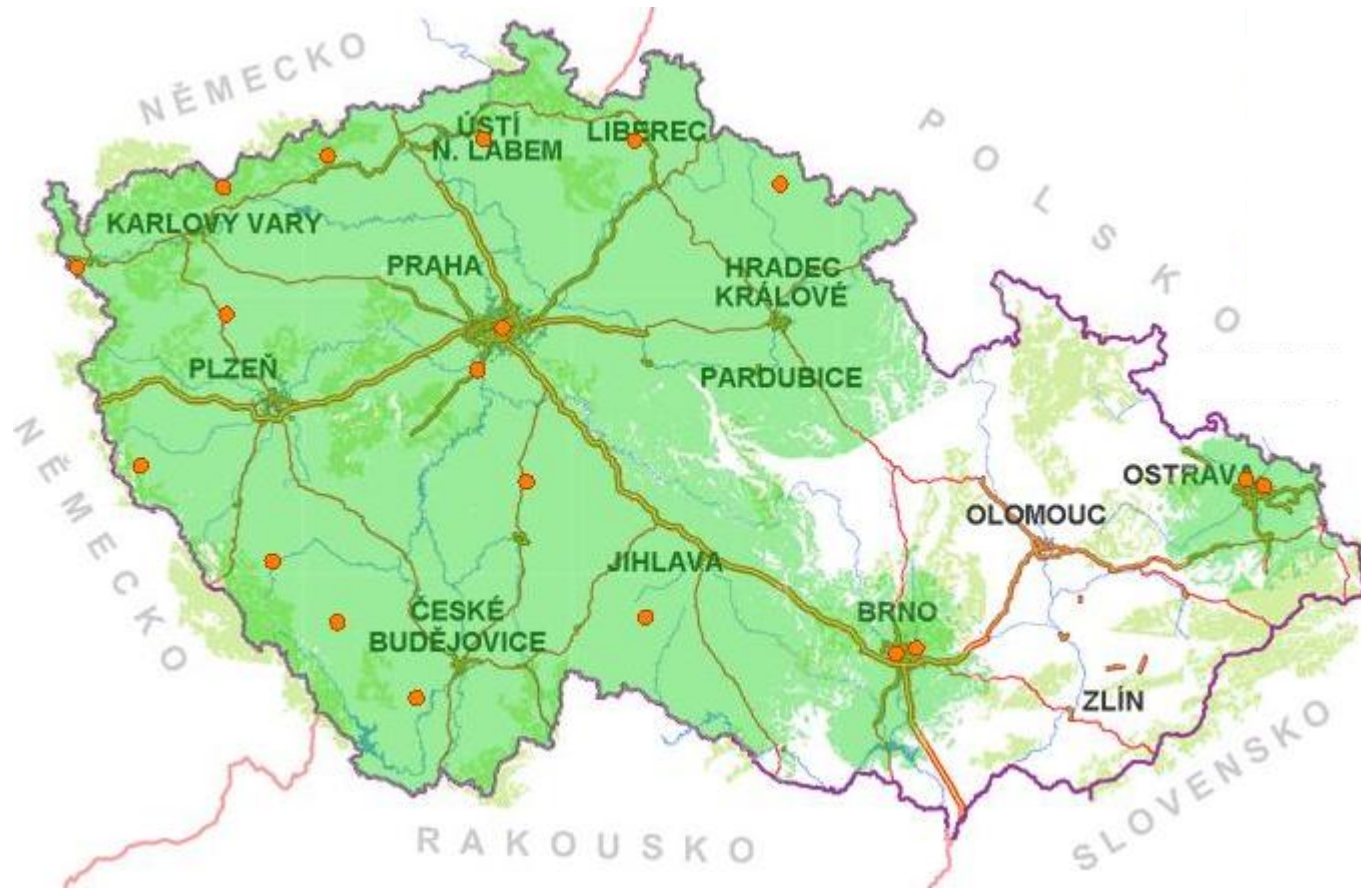 NĚMECKO
POLSKO
ÚSTÍ
N. LABEM
LIBEREC
KARLOVY VARY
PRAHA
HRADEC
KRÁLOVÉ
PLZEŇ
PARDUBICE
NĚMECKO
OSTRAVA
OLOMOUC
JIHLAVA
ČESKÉ
BUDĚJOVICE
BRNO
ZLÍN
SLOVENSKO
RAKOUSKO